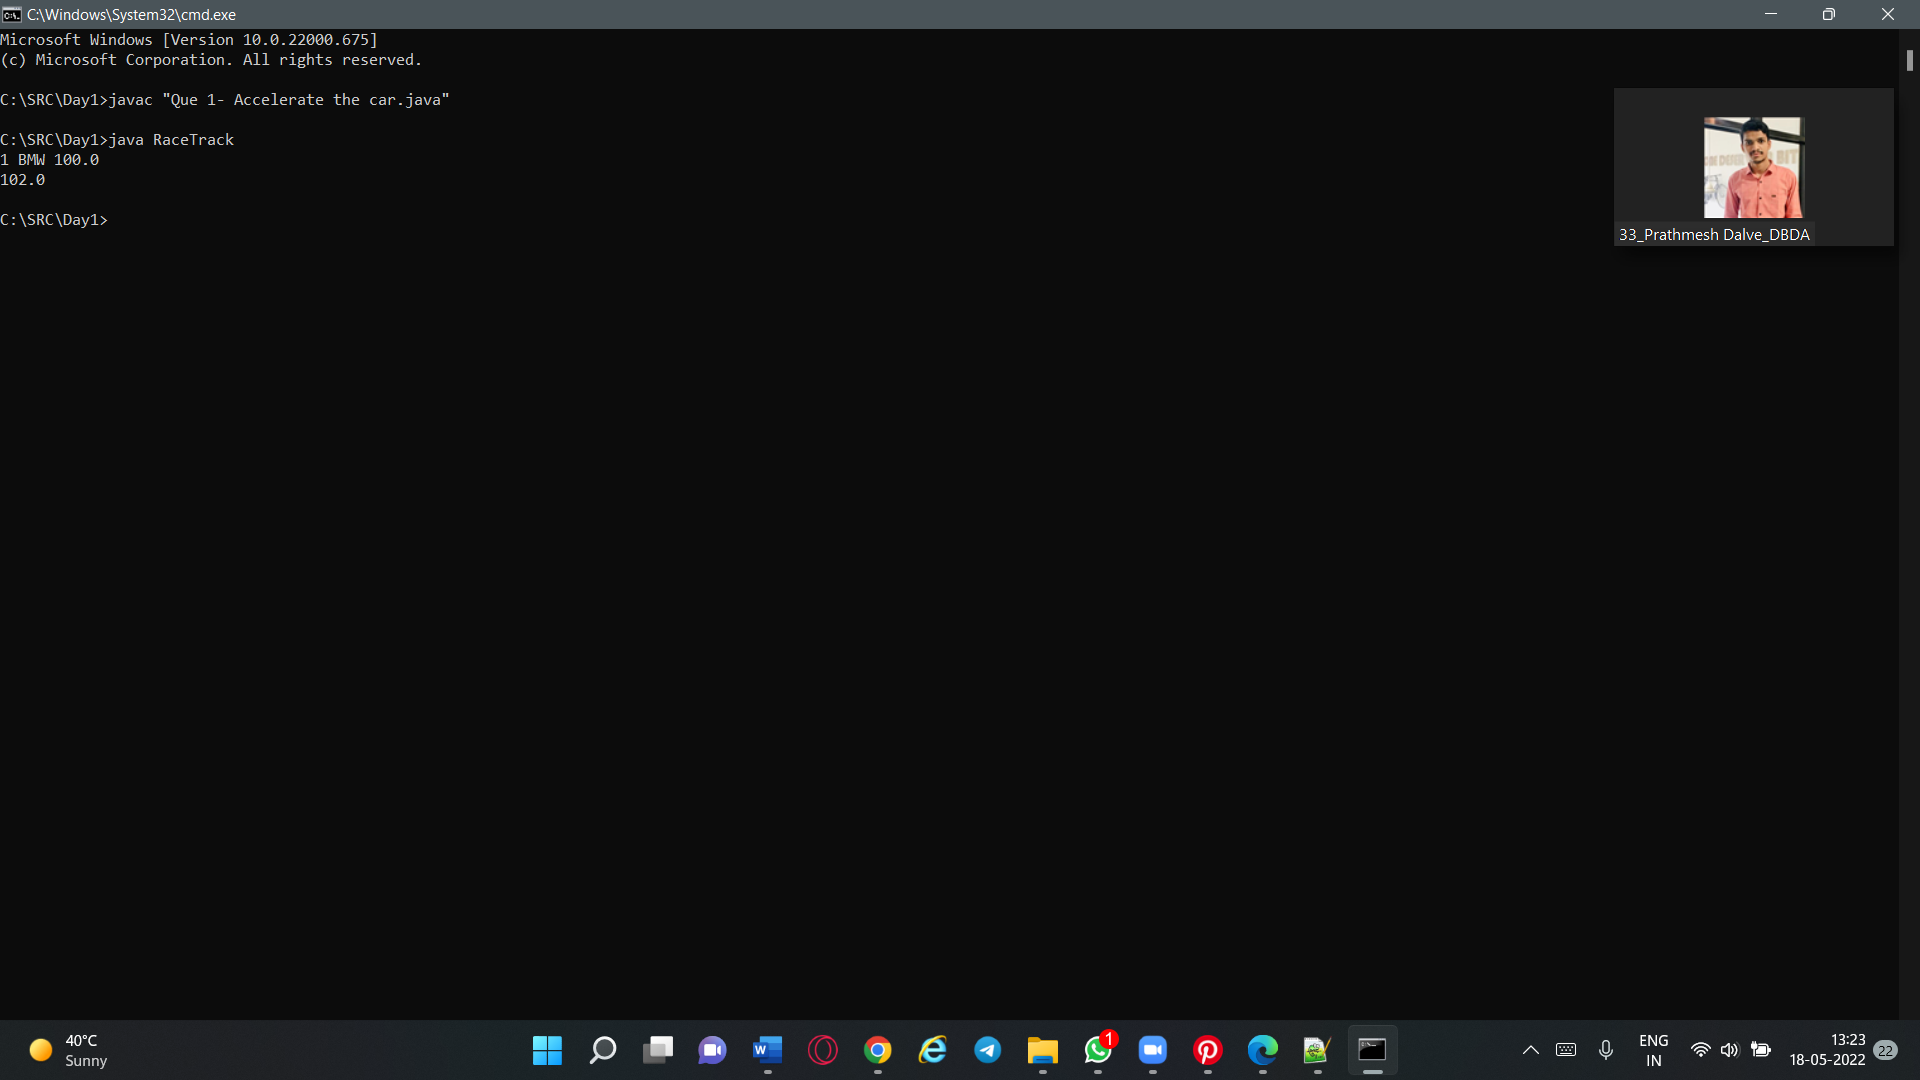 C:\Windows\System32\cmd.exe
Microsoft Windows [Version 10.0.22000.675]
(c) Microsoft Corporation. All rights reserved.
C:\SRC\Day1>javac "Que 1- Accelerate the car.java"
C:\SRC\Day1>java RaceTrack
1 BMW 100.0
102.0
C:\SRC\Day1>
33_Prathmesh Dalve_DBDA
40°C
Sunny
1
ENG
IN
13:23
18-05-2022
22